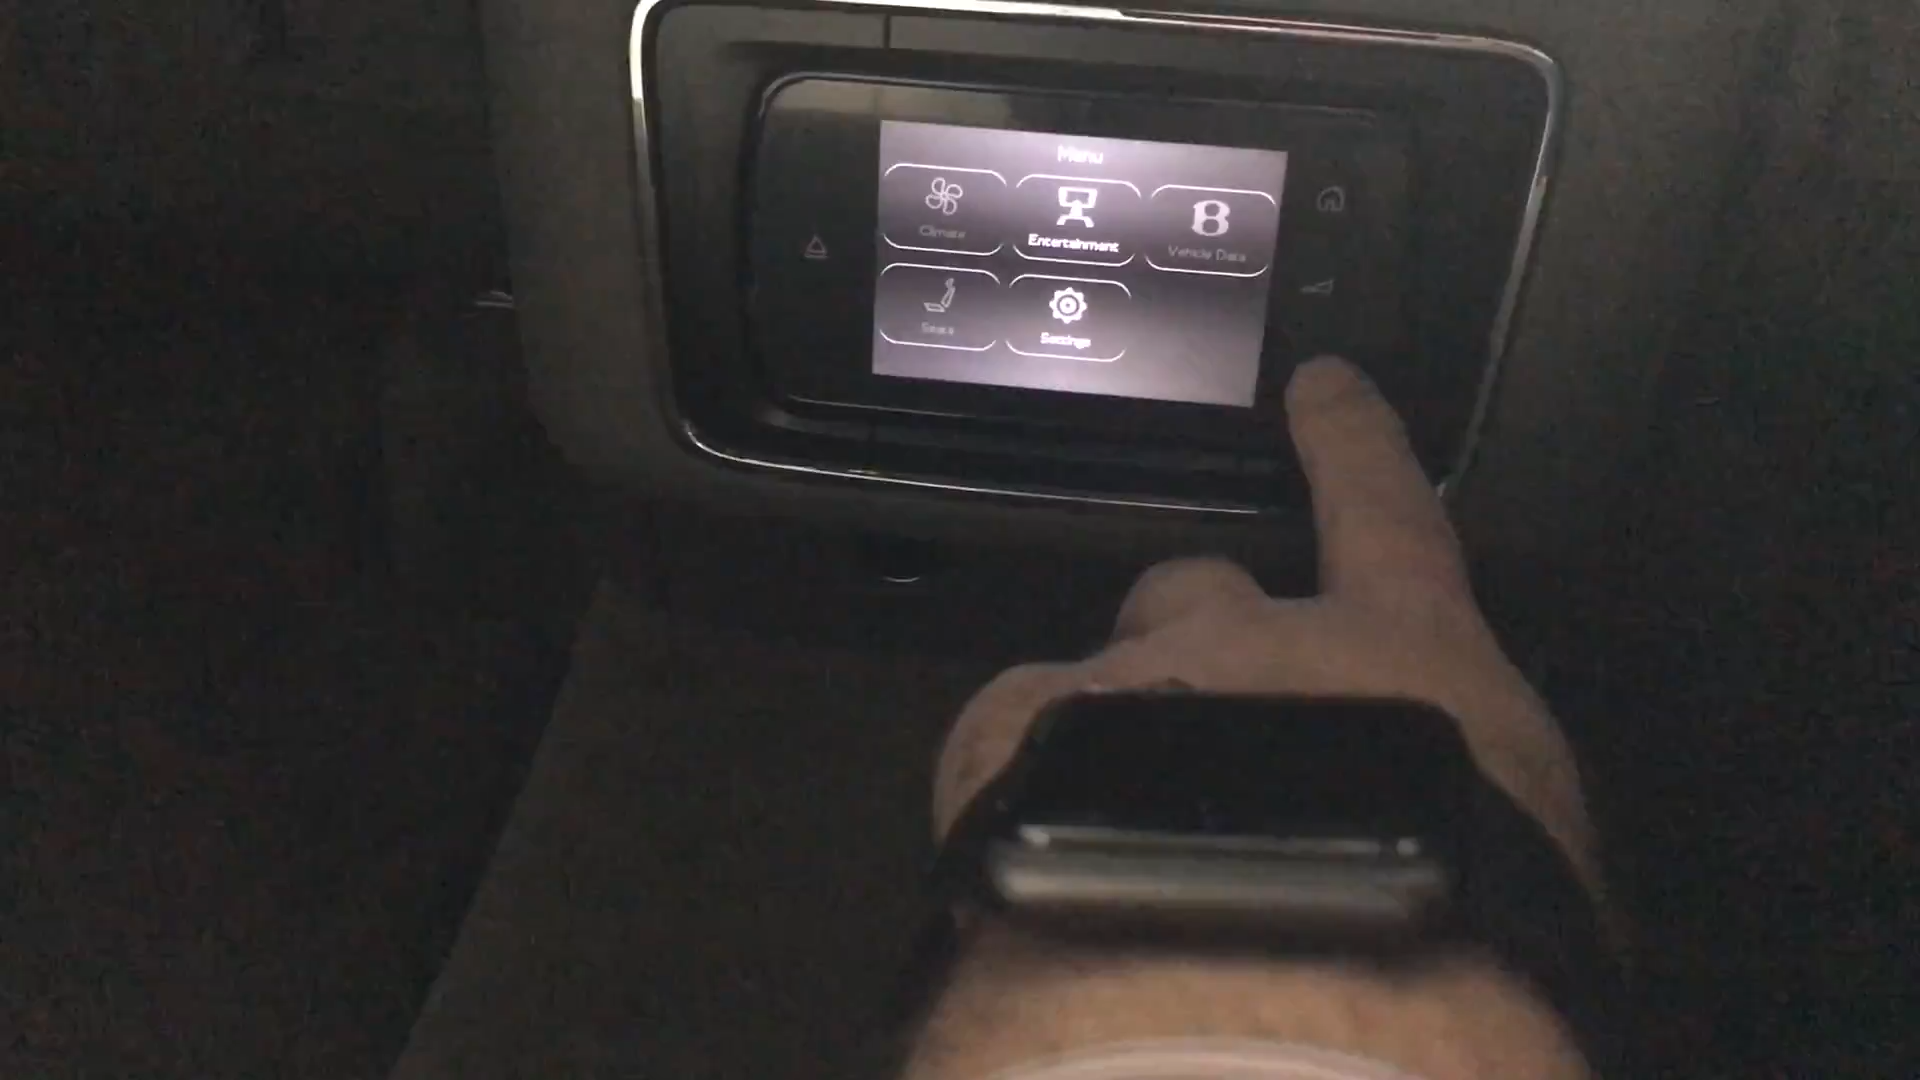 Menu
Climate
Entertainment
B
Vehicle Data
Seats
Settings